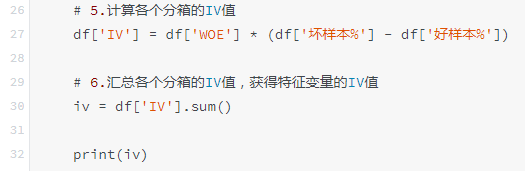 26 # 5.计算各个分箱的IV值
27 df['IV'] = df['WOE'] * (df['坏样本%'] - df['好样本%'])
28
29 # 6.汇总各个分箱的IV值，获得特征变量的IV值
30 iv = df['IV'].sum()
31
32 print(iv)